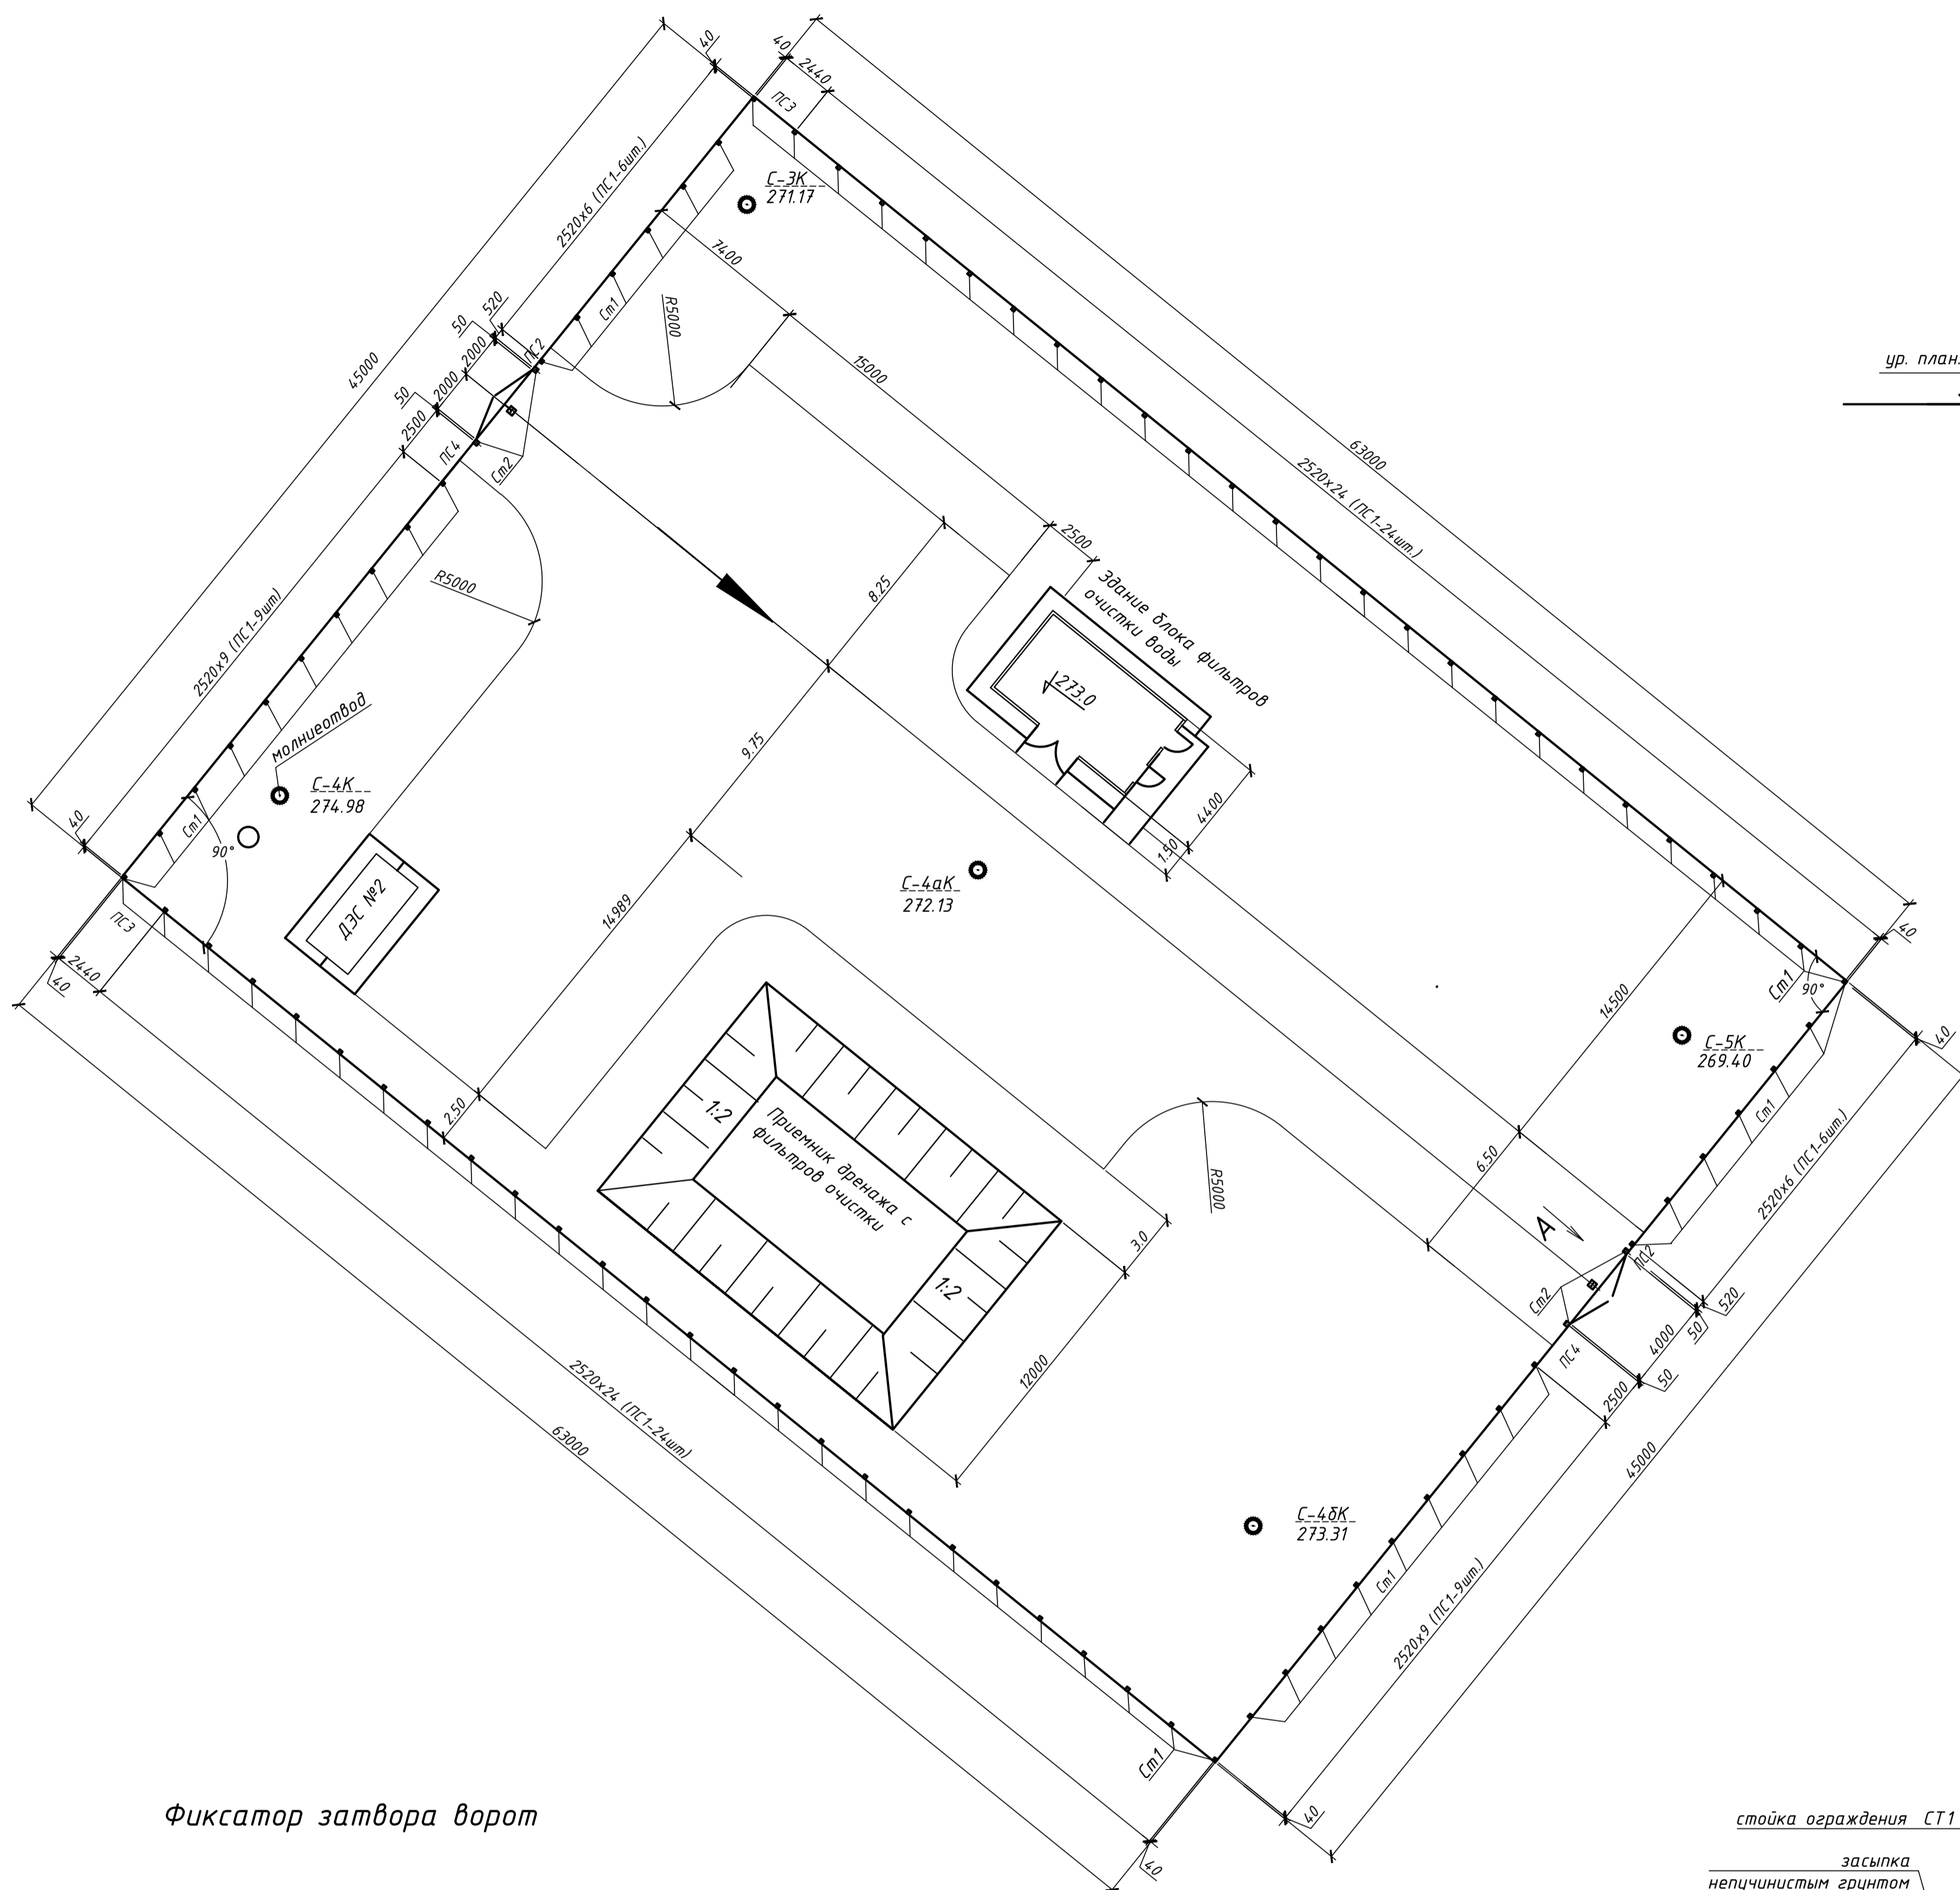 40
40
2440
ПС3
С-3К
271.17
2520х6 (ПС1-6шт.)
7400
R5000
Ст1
45000
520
50
ПС2
2000
2000
50
2500
ПС4
Ст2
15000
63000
2520х24 (ПС1-24шт.)
ур. план.
R5000
8.25
2500
Здание блока фильтров
очистки воды
273.0
2520х9 (ПС1-9шт)
молниеотвод
С-4К
274.98
40
Ст1
90°
9.75
4400
1.50
С-4аК
272.13
ДЭС №2
14989
ПС3
2440
40
40
Ст1
90°
14500
С-5К
269.40
40
Ст1
2520х6 (ПС1-6шт.)
2.50
1:2
Приемник дренажа с
фильтров очистки
1:2
R5000
6.50
3.0
А
ПС2
Ст2
520
50
4000
ПС4
50
2500
45000
12000
2520х24 (ПС1-24шт)
63000
С-4бК
273.31
Ст1
2520х9 (ПС1-9шт.)
Ст1
40
40
Фиксатор затвора ворот
стойка ограждения СТ1
засыпка
непучинистым грунтом